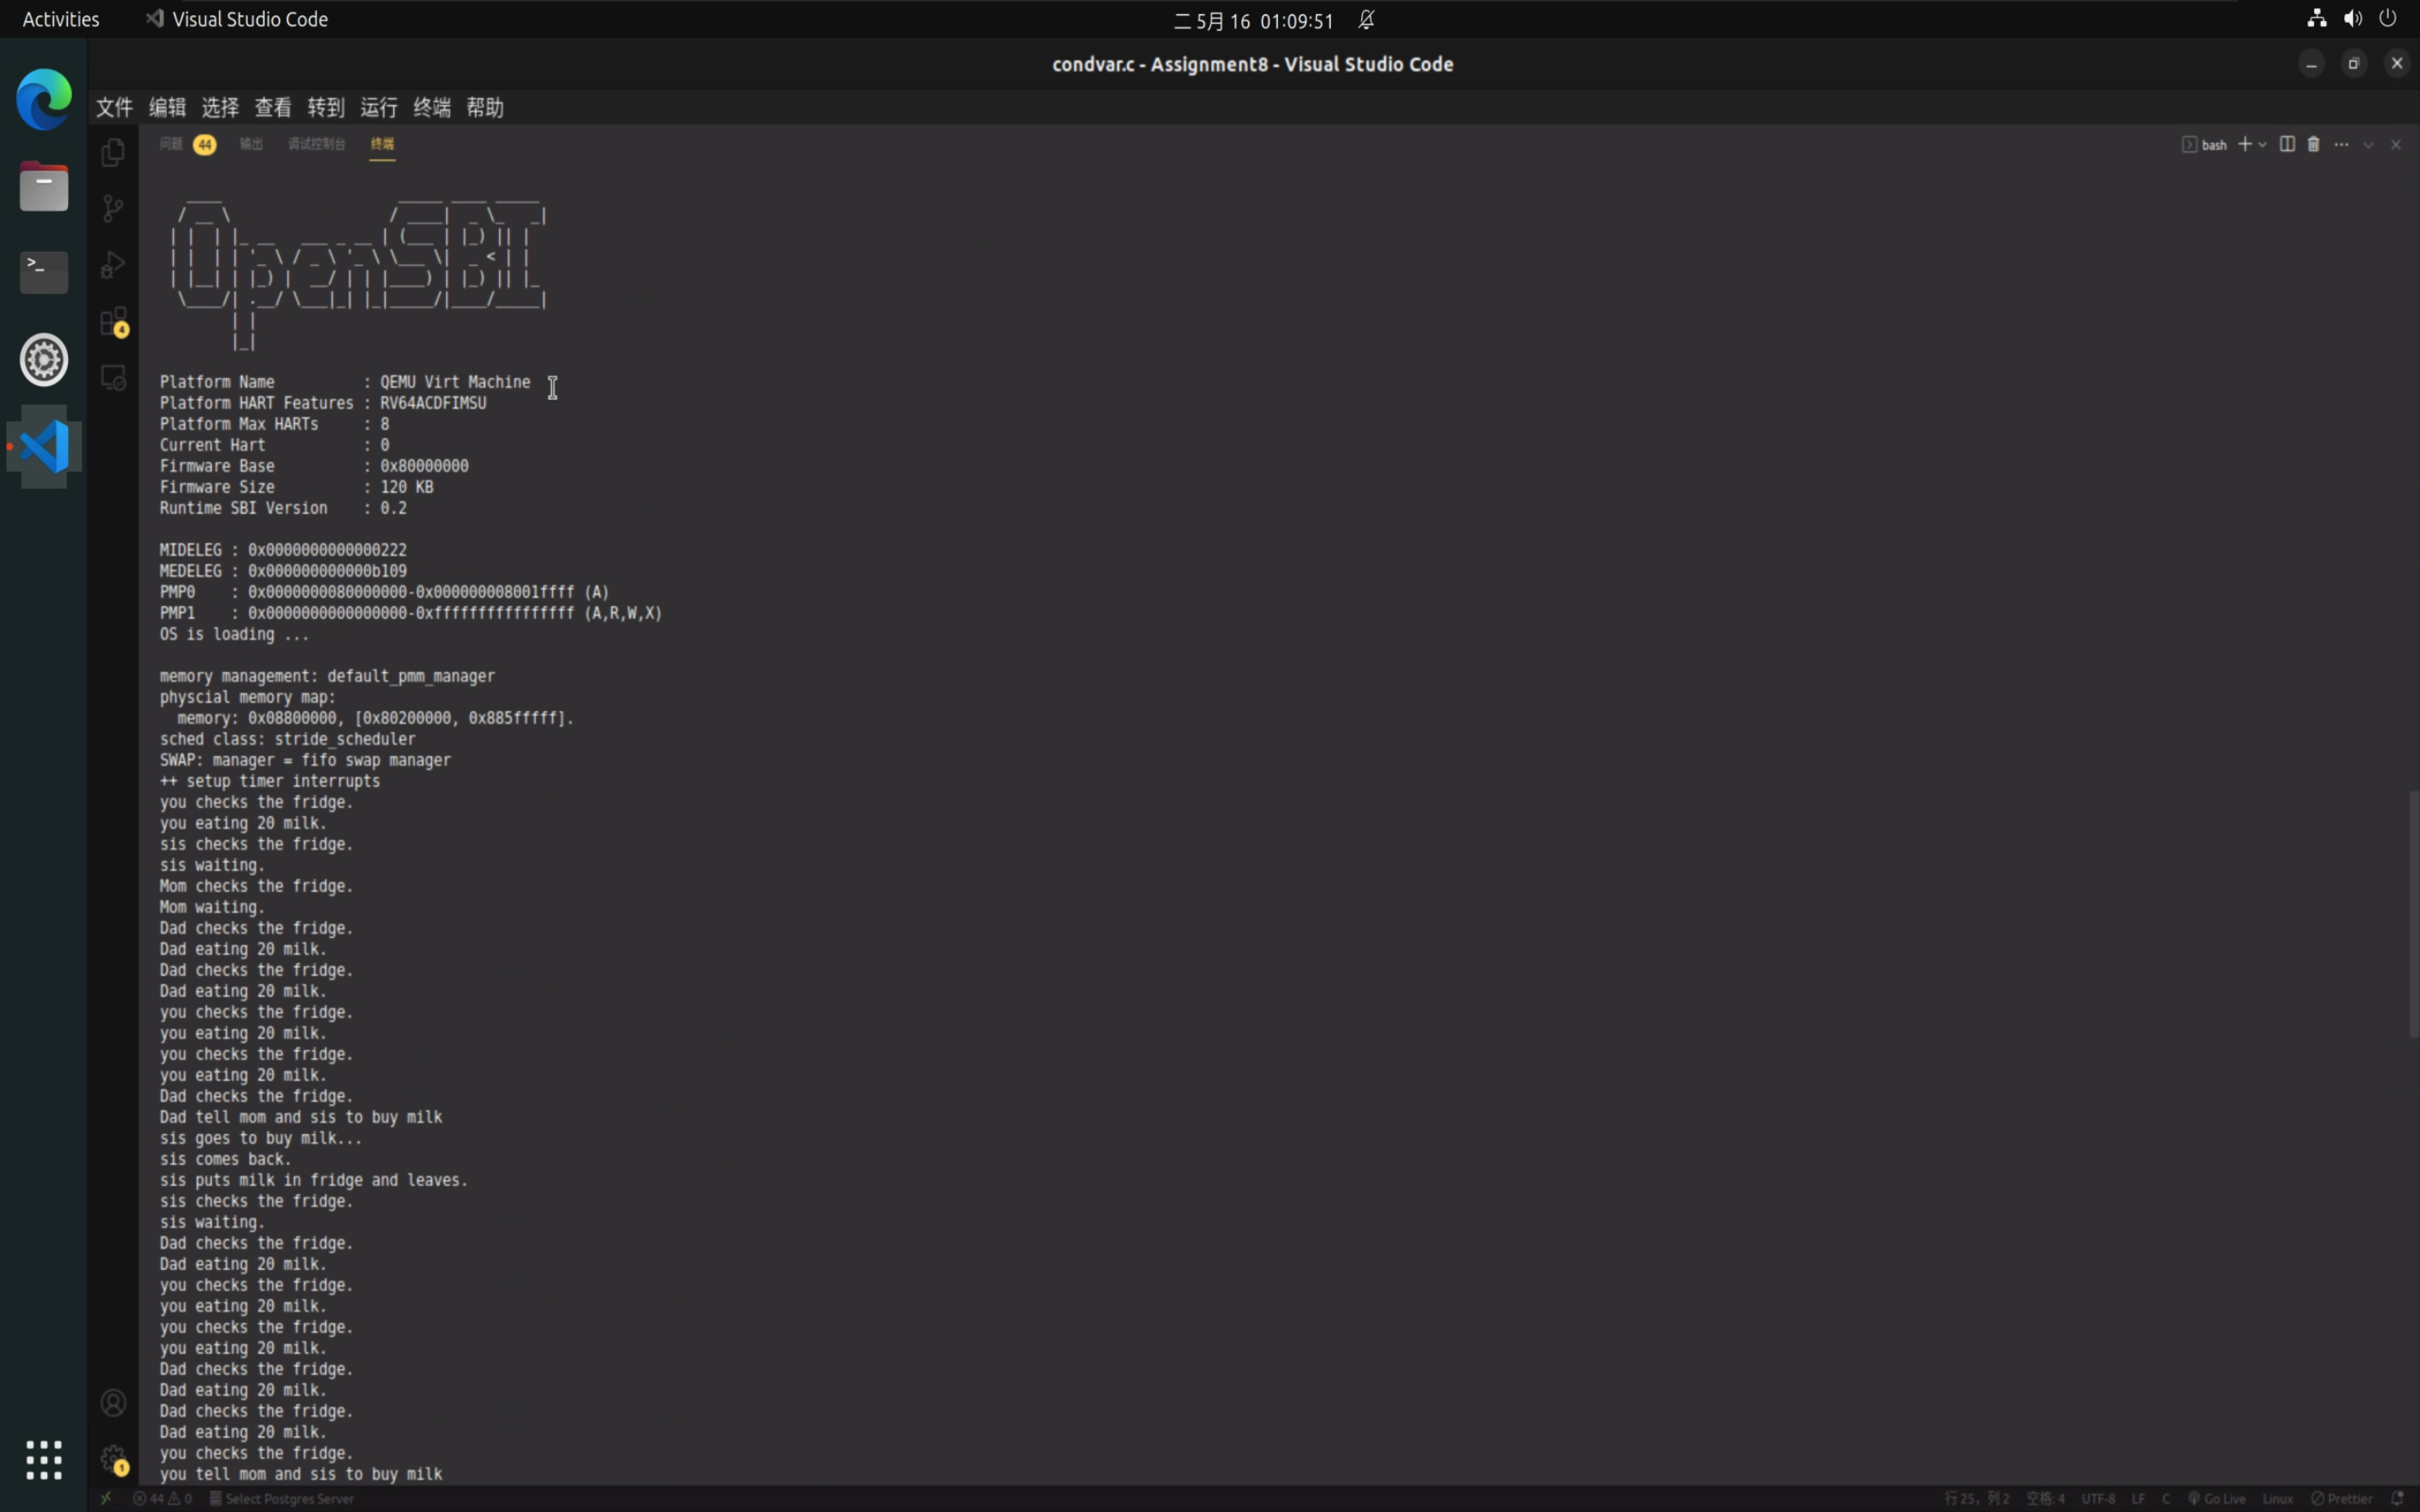 Activities
Visual Studio Code
二 5月 16 01:09:51
condvar.c - Assignment8 - Visual Studio Code
文件 编辑 选择 查看 转到 运行 终端 帮助
问题 44 输出 调试控制台 终端
bash
OpenSBI
Platform Name : QEMU Virt Machine
Platform HART Features : RV64ACDFIMSU
Platform Max HARTs : 8
Current Hart : 0
Firmware Base : 0x80000000
Firmware Size : 120 KB
Runtime SBI Version : 0.2
MIDELEG : 0x0000000000000222
MEDELEG : 0x000000000000b109
PMP0 : 0x0000000080000000-0x000000008001ffff (A)
PMP1 : 0x0000000000000000-0xffffffffffffffff (A,R,W,X)
OS is loading ...
memory management: default_pmm_manager
physcial memory map:
memory: 0x08800000, [0x80200000, 0x885fffff].
sched class: stride_scheduler
SWAP: manager = fifo swap manager
++ setup timer interrupts
you checks the fridge.
you eating 20 milk.
sis checks the fridge.
sis waiting.
Mom checks the fridge.
Mom waiting.
Dad checks the fridge.
Dad eating 20 milk.
Dad checks the fridge.
Dad eating 20 milk.
you checks the fridge.
you eating 20 milk.
you checks the fridge.
you eating 20 milk.
Dad checks the fridge.
Dad tell mom and sis to buy milk
sis goes to buy milk...
sis comes back.
sis puts milk in fridge and leaves.
sis checks the fridge.
sis waiting.
Dad checks the fridge.
Dad eating 20 milk.
you checks the fridge.
you eating 20 milk.
you checks the fridge.
you eating 20 milk.
Dad checks the fridge.
Dad eating 20 milk.
Dad checks the fridge.
Dad eating 20 milk.
you checks the fridge.
you tell mom and sis to buy milk
4
1
44 0 Select Postgres Server
行 25，列 2 空格: 4 UTF-8 LF C Go Live Linux Prettier